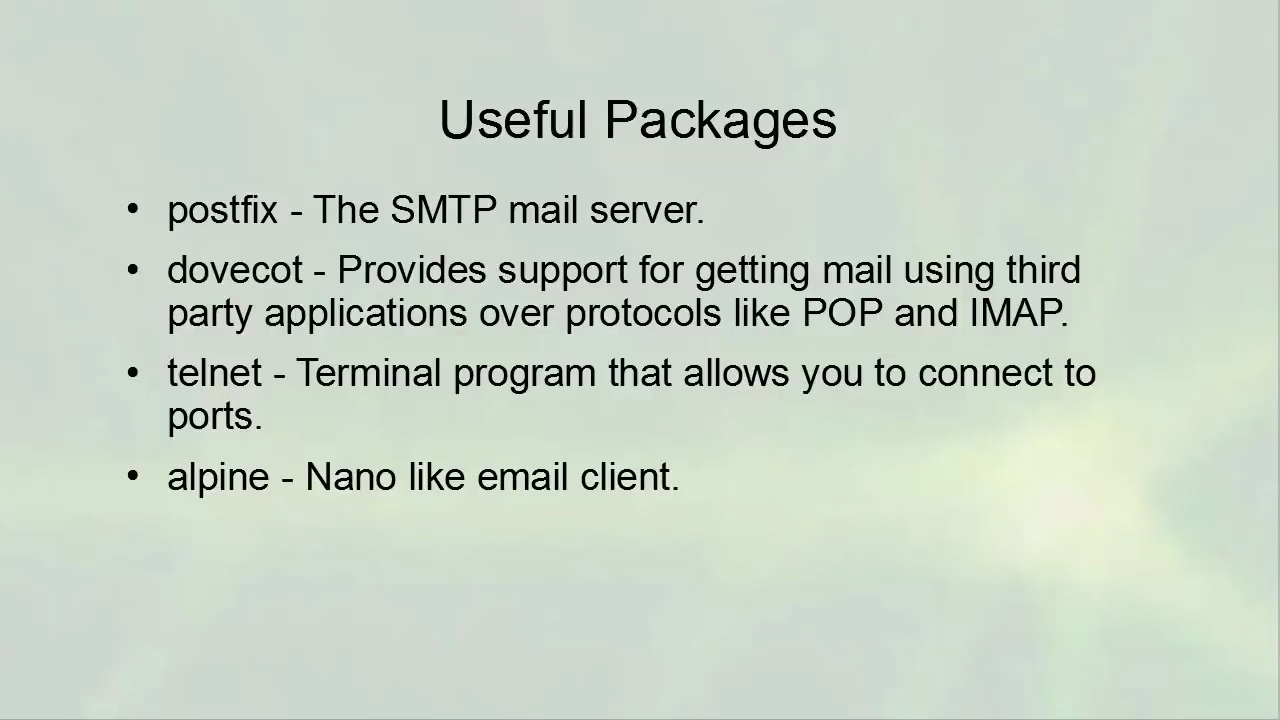 Useful Packages
• postfix - The SMTP mail server.
• dovecot - Provides support for getting mail using third
party applications over protocols like POP and IMAP.
• telnet - Terminal program that allows you to connect to
ports.
• alpine - Nano like email client.